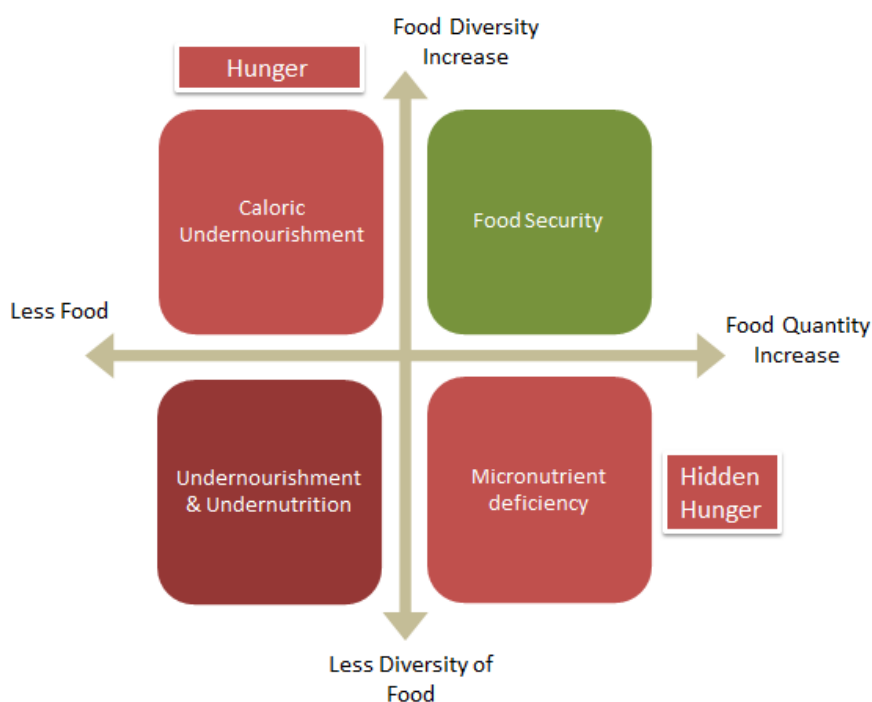 Food Diversity
Increase
Hunger
Caloric
Undernourishment
Food Security
Less Food
Food Quantity
Increase
Undernourishment
& Undernutrition
Micronutrient
deficiency
Hidden
Hunger
Less Diversity of
Food